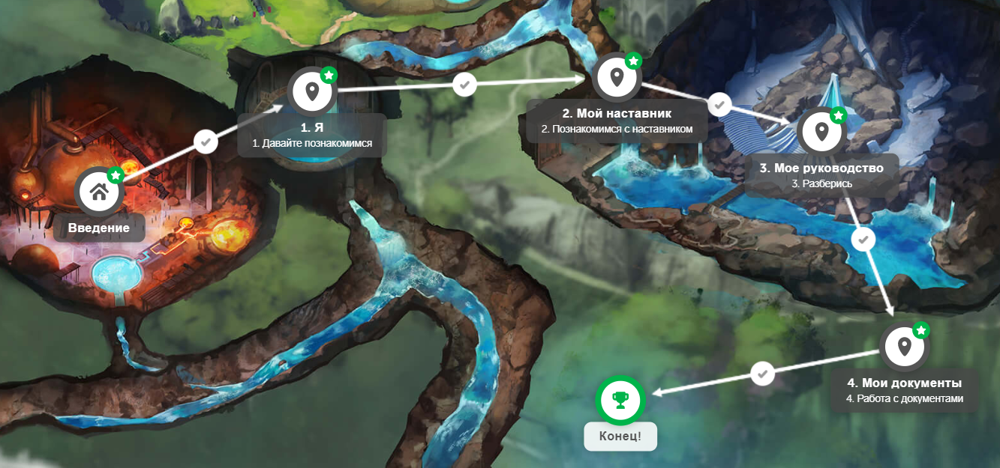 Введение
1. Я
1. Давайте познакомимся
2. Мой наставник
2. Познакомимся с наставником
3. Мое руководство
3. Разберись
4. Мои документы
4. Работа с документами
Конец!